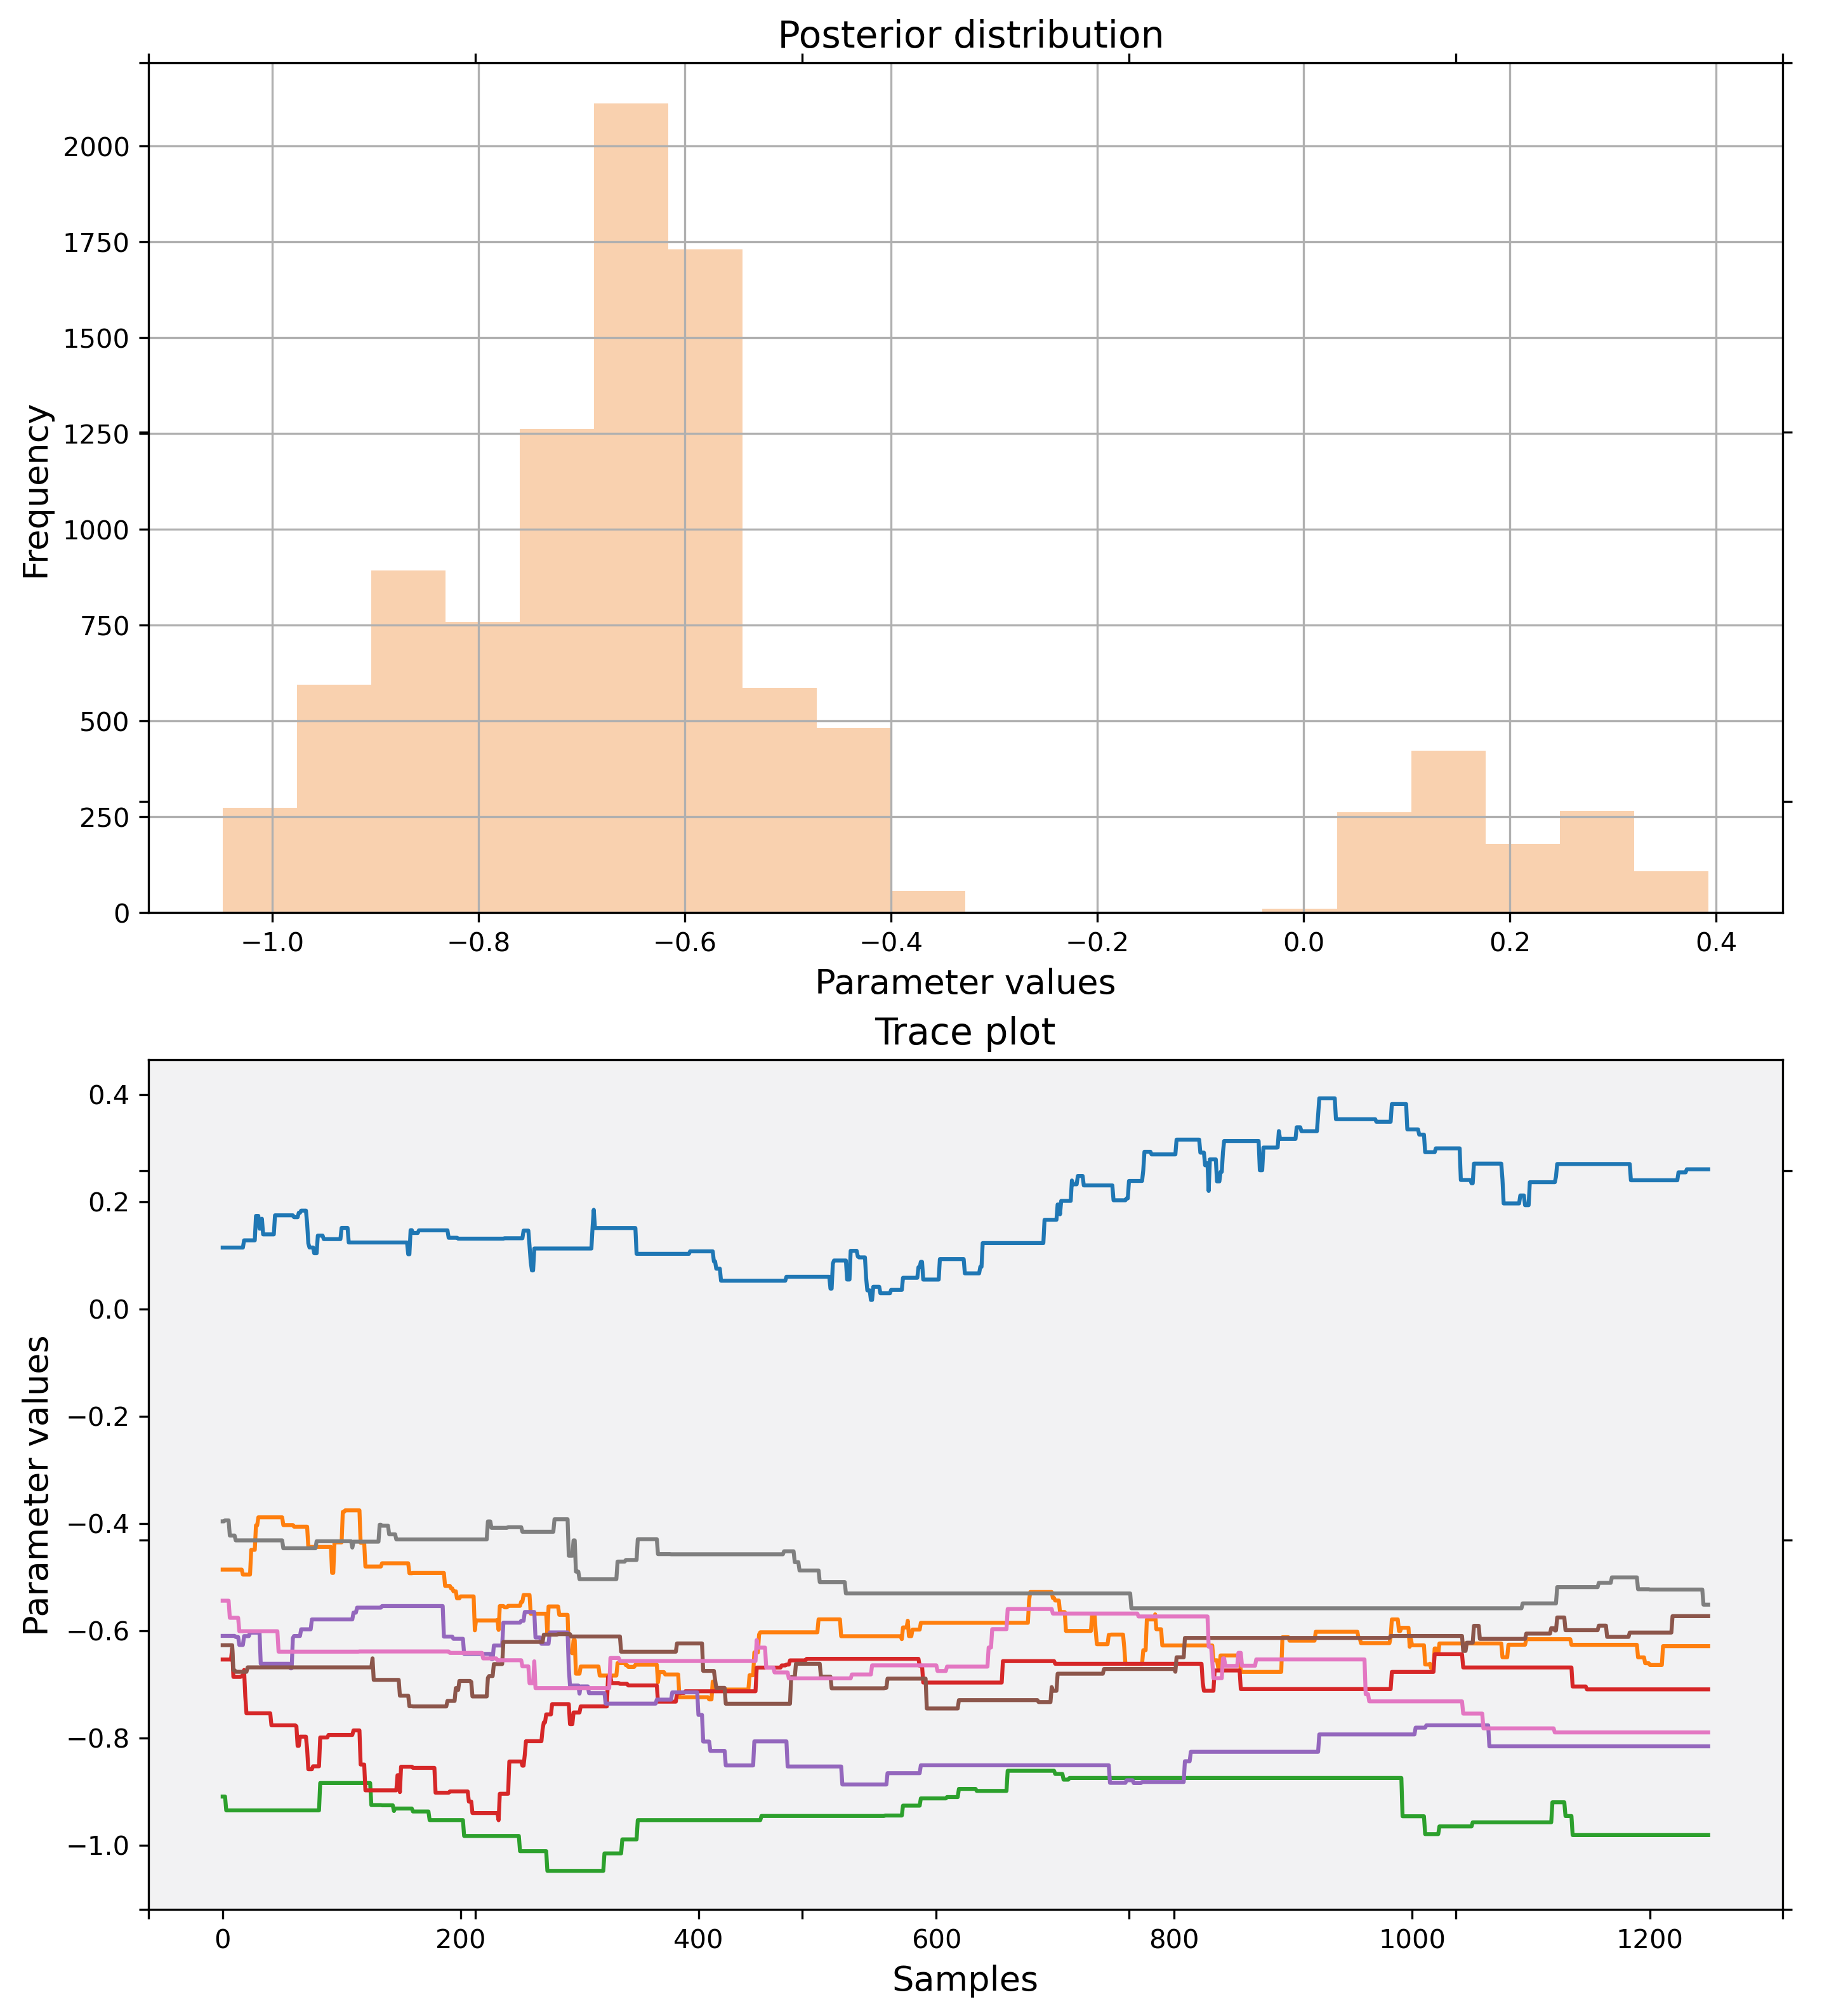 Posterior distribution
Frequency
2000
1750
1500
1250
1000
750
500
250
0
−1.0 −0.8 −0.6 −0.4 −0.2 0.0 0.2 0.4
Parameter values
Trace plot
Parameter values
0.4
0.2
0.0
−0.2
−0.4
−0.6
−0.8
−1.0
0 200 400 600 800 1000 1200
Samples